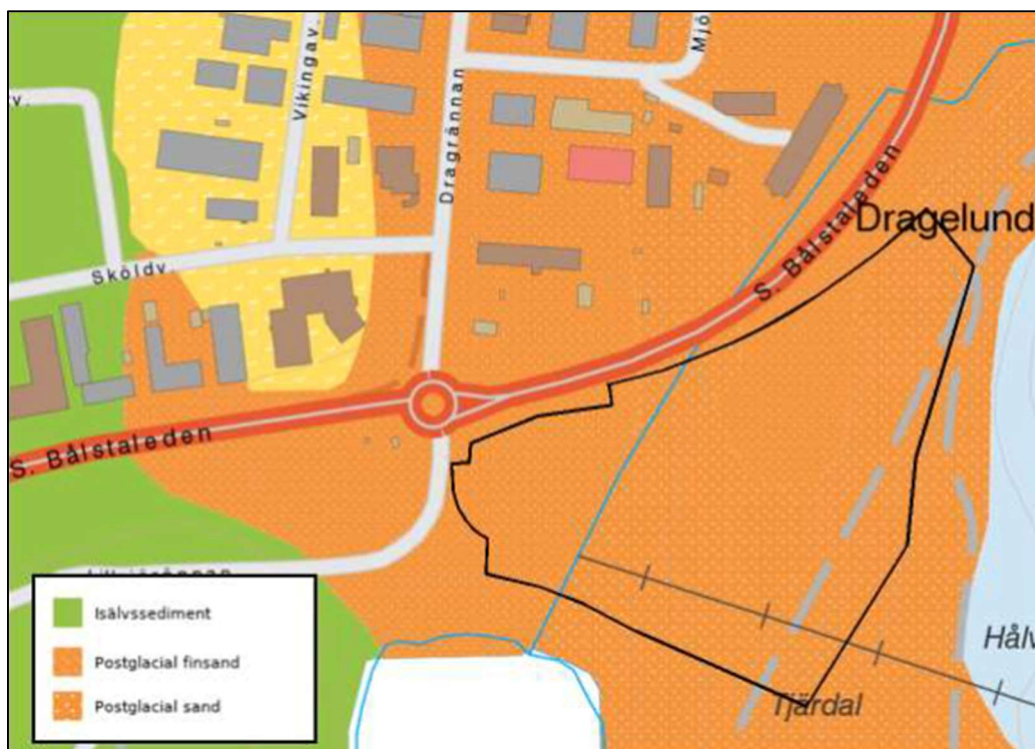 v.
Vikingav.
Dragrännan
Mjö
Sköldv.
S. Bålstaleden
Dragelund
S. Bålstaleden
Isälvssediment
Postglacial finsand
Postglacial sand
Hålv
Tjärdal